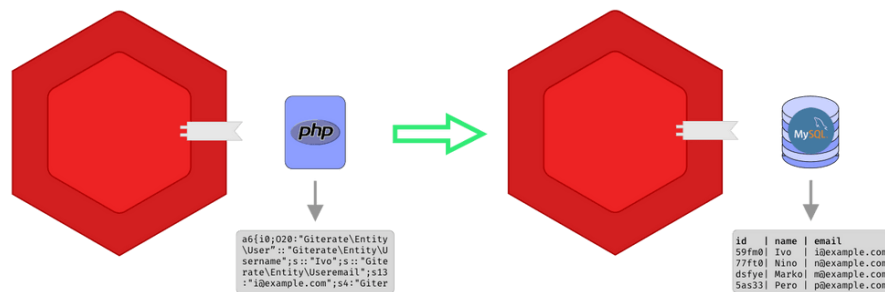 php
MySQL
a6{i0;O20:"Giterate\Entity
\User"::"Giterate\Entity\U
sername";s::"Ivo";s::"Gite
rate\Entity\Useremail";s13
:"i@example.com";s4:"Giter
id | name | email
59fm0| Ivo | i@example.com
77ft0| Nino | n@example.com
dsfye| Marko| m@example.com
5as33| Pero | p@example.com